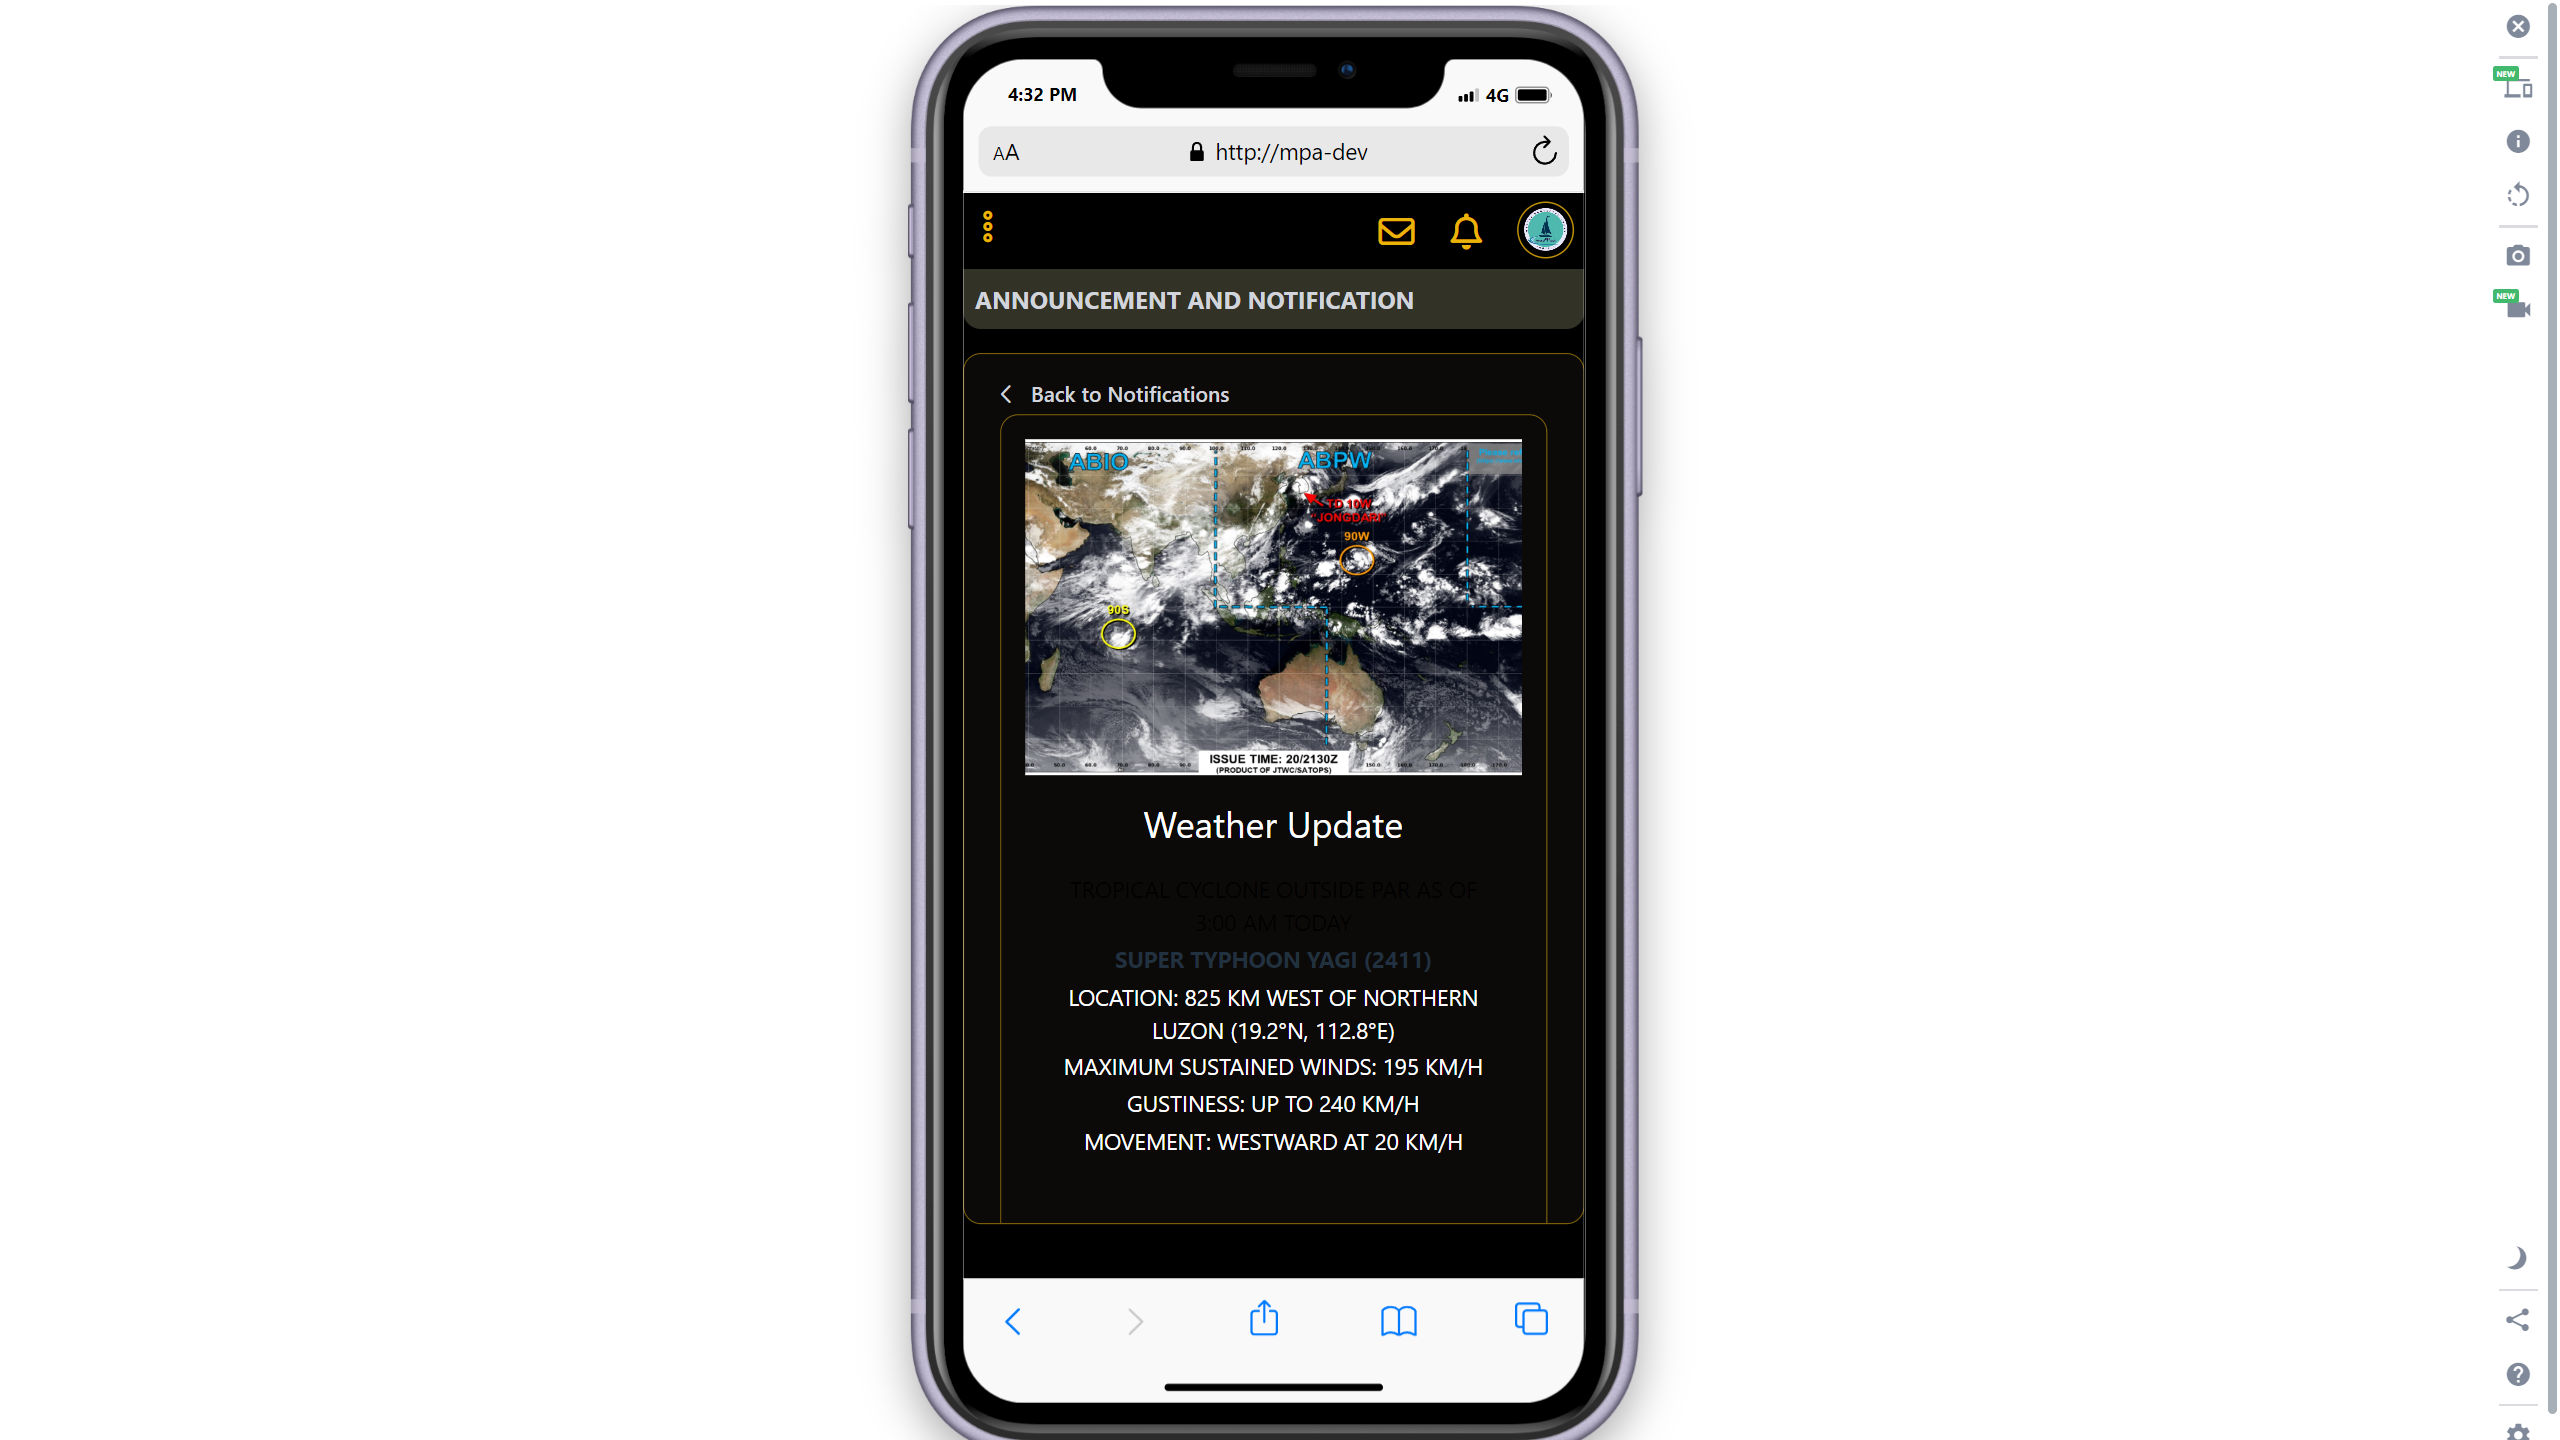 4:32 PM
4G
NEW
AA
http://mpa-dev
ANNOUNCEMENT AND NOTIFICATION
NEW
Back to Notifications
ABIO
ABPW
TD 10W
"JONGDARI"
90W
90S
ISSUE TIME: 20/2130Z
(PRODUCT OF JTWC/SATOPS)
Weather Update
TROPICAL CYCLONE OUTSIDE PAR AS OF
3:00 AM TODAY
SUPER TYPHOON YAGI (2411)
LOCATION: 825 KM WEST OF NORTHERN
LUZON (19.2°N, 112.8°E)
MAXIMUM SUSTAINED WINDS: 195 KM/H
GUSTINESS: UP TO 240 KM/H
MOVEMENT: WESTWARD AT 20 KM/H